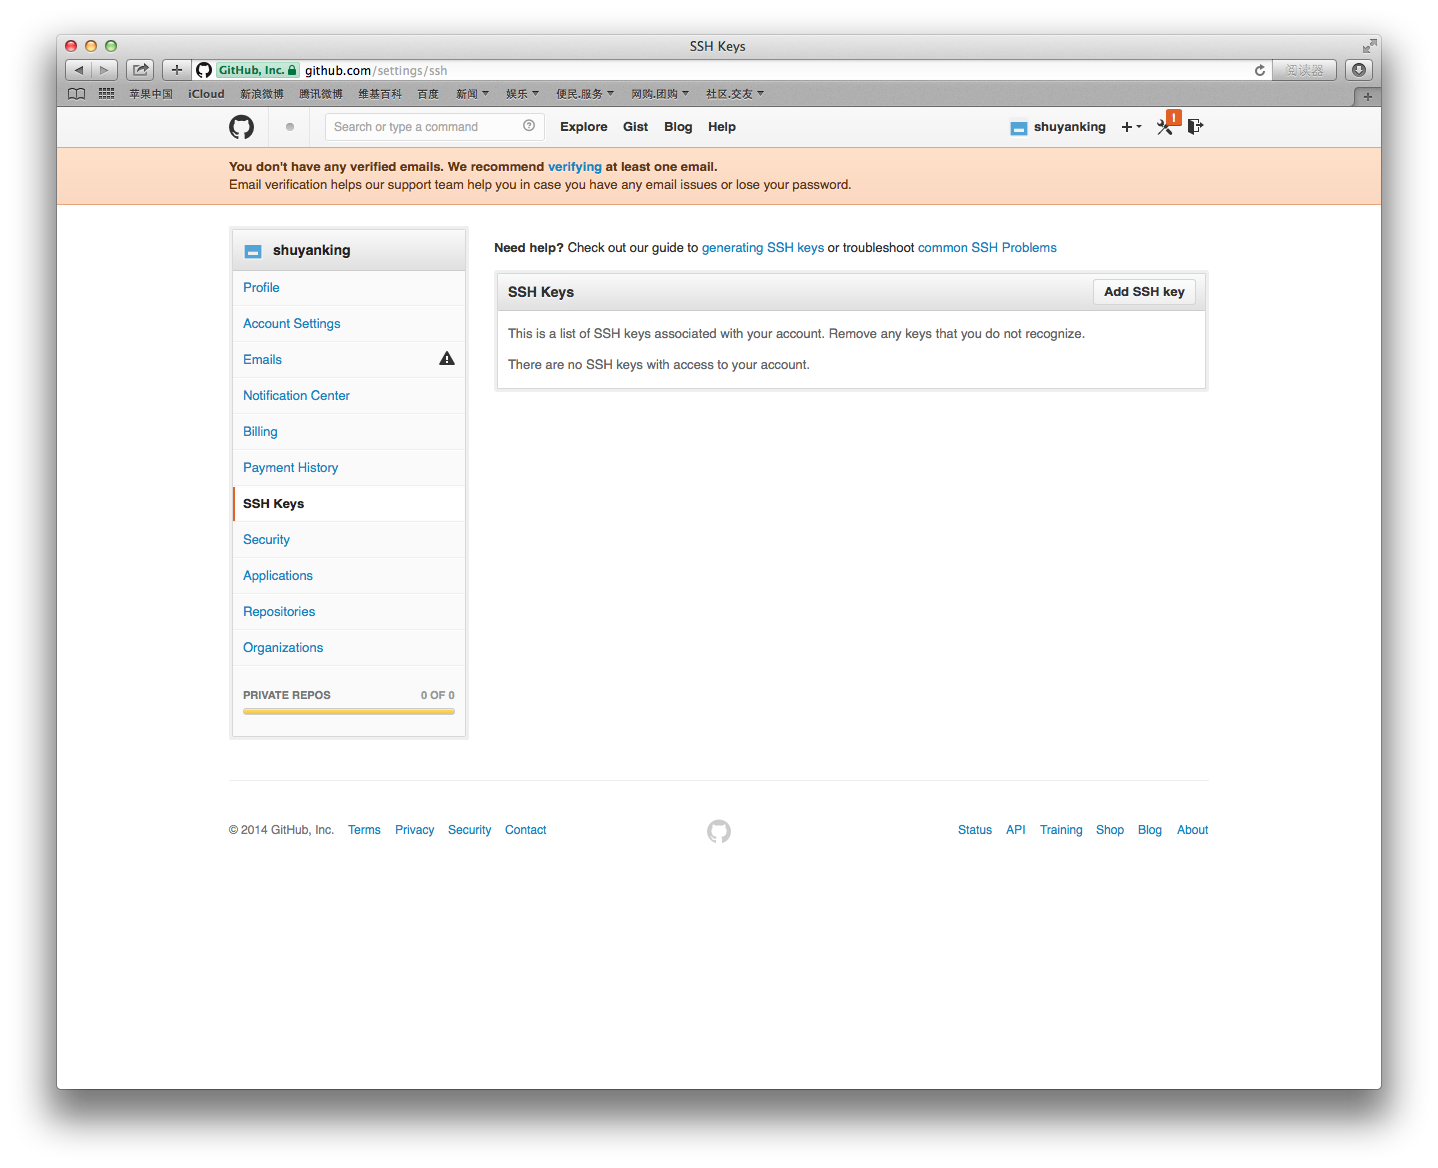 SSH Keys
GitHub, Inc. github.com/settings/ssh 阅读器
苹果中国 iCloud 新浪微博 腾讯微博 维基百科 百度 新闻 娱乐 便民.服务 网购.团购 社区.交友
Search or type a command Explore Gist Blog Help shuyanking
You don't have any verified emails. We recommend verifying at least one email.
Email verification helps our support team help you in case you have any email issues or lose your password.
shuyanking
Profile
Account Settings
Emails
Notification Center
Billing
Payment History
SSH Keys
Security
Applications
Repositories
Organizations
PRIVATE REPOS 0 OF 0
Need help? Check out our guide to generating SSH keys or troubleshoot common SSH Problems
SSH Keys Add SSH key
This is a list of SSH keys associated with your account. Remove any keys that you do not recognize.
There are no SSH keys with access to your account.
© 2014 GitHub, Inc. Terms Privacy Security Contact Status API Training Shop Blog About